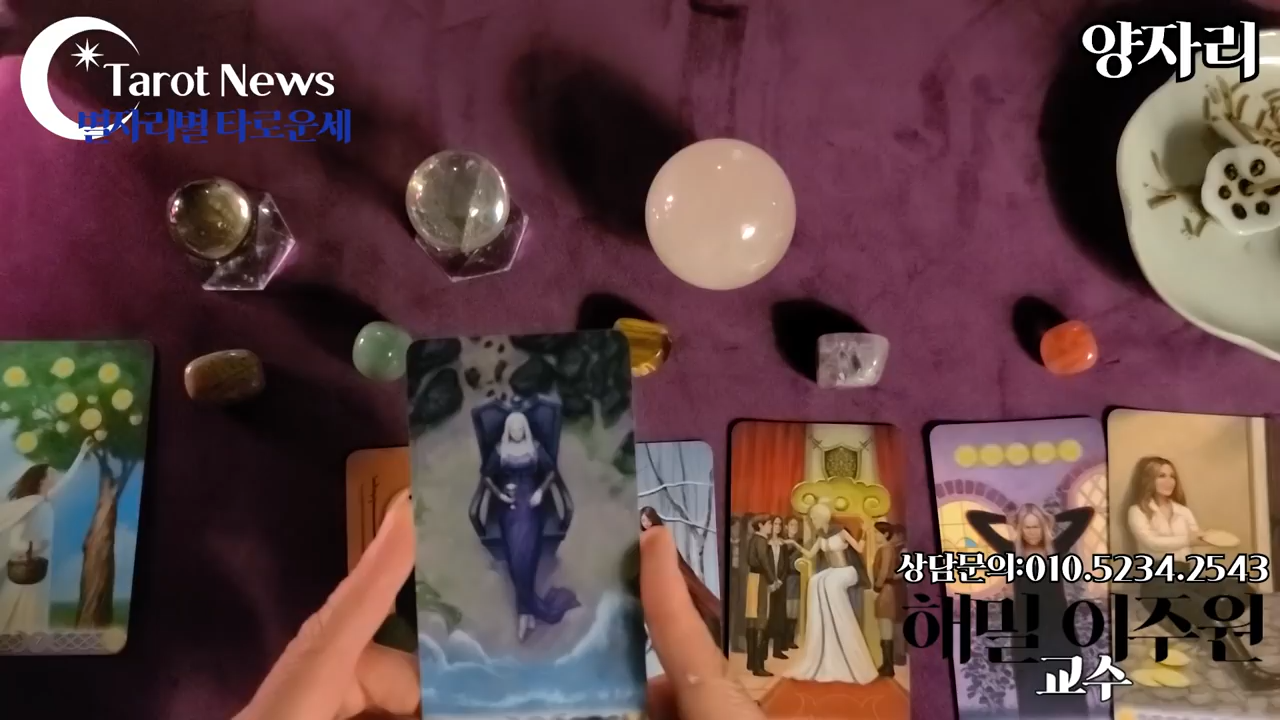 Tarot News
별자리별 타로운세
양자리
상담문의:010.5234.2543
해밀 이주원
교수